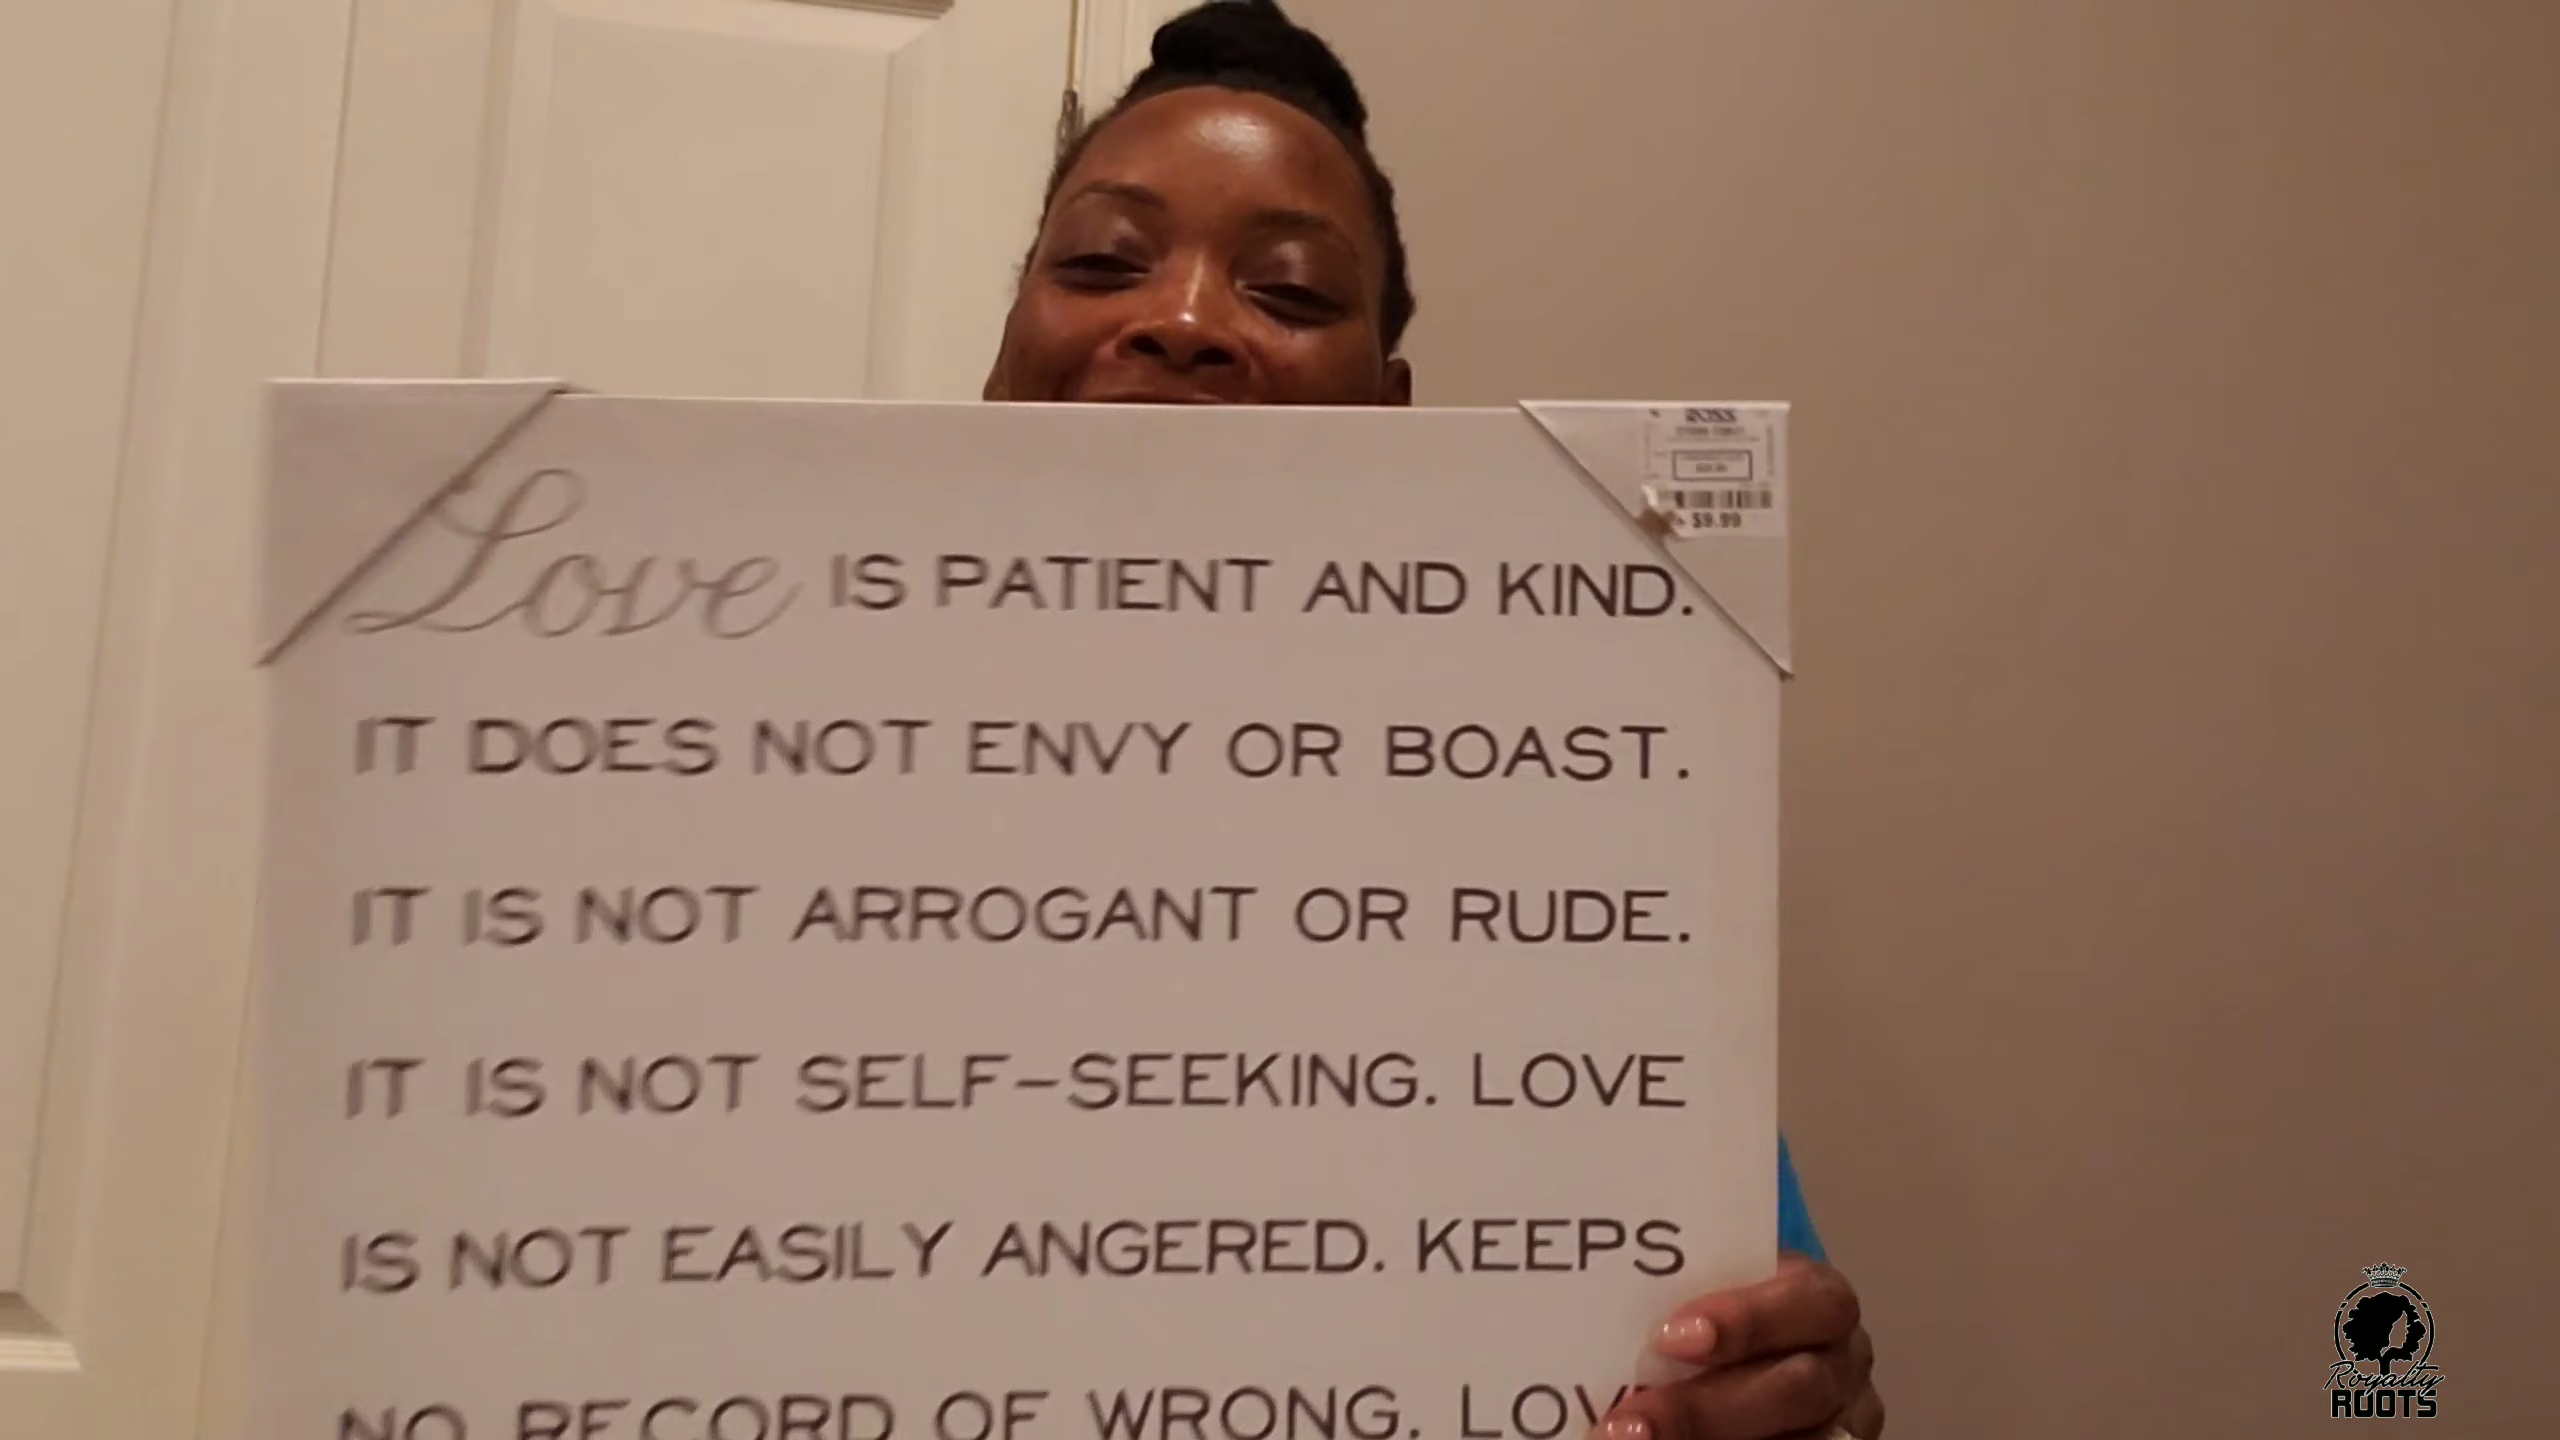 ROSS
$9.99
Love IS PATIENT AND KIND.
IT DOES NOT ENVY OR BOAST.
IT IS NOT ARROGANT OR RUDE.
IT IS NOT SELF-SEEKING. LOVE
IS NOT EASILY ANGERED. KEEPS
NO RECORD OF WRONG.
Royalty
ROOTS